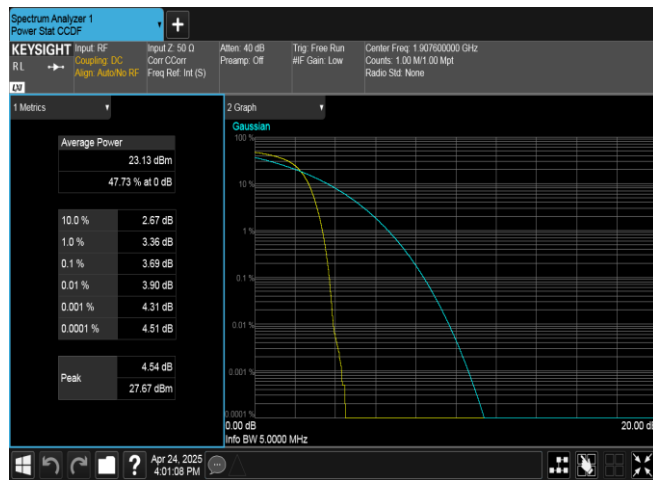 Spectrum Analyzer 1
Power Stat CCDF
KEYSIGHT
RL
LXI
Input: RF
Coupling: DC
Align: Auto/No RF
Input Z: 50 Ω
Corr CCorr
Freq Ref: Int (S)
Atten: 40 dB
Preamp: Off
Trig: Free Run
#IF Gain: Low
Center Freq: 1.907600000 GHz
Counts: 1.00 M/1.00 Mpt
Radio Std: None
1 Metrics
Average Power
23.13 dBm
47.73 % at 0 dB
10.0 % 2.67 dB
1.0 % 3.36 dB
0.1 % 3.69 dB
0.01 % 3.90 dB
0.001 % 4.31 dB
0.0001 % 4.51 dB
Peak
4.54 dB
27.67 dBm
2 Graph
Gaussian
100 %
10 %
1 %
0.1 %
0.01 %
0.001 %
0.0001 %
0.00 dB 20.00 dB
Info BW 5.0000 MHz
Apr 24, 2025
4:01:08 PM